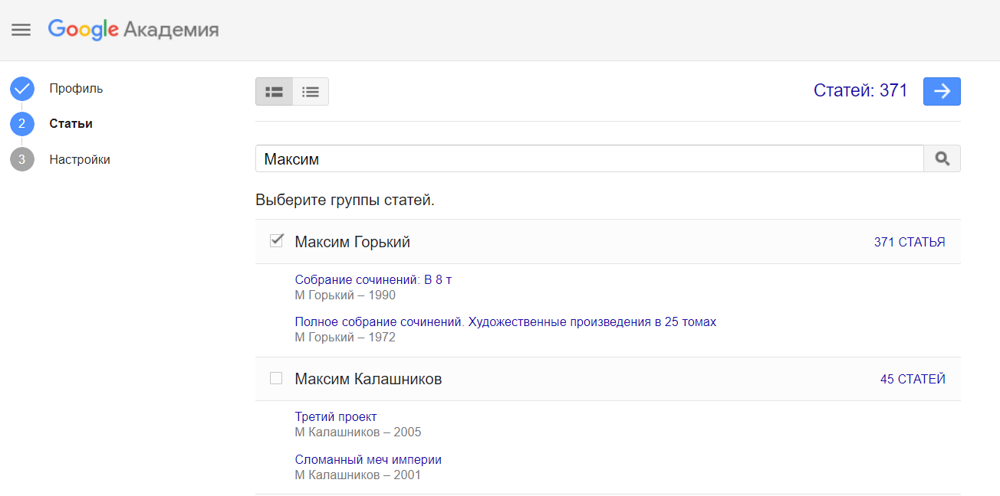 Google Академия
Профиль
2 Статьи
3 Настройки
Статей: 371
Максим
Выберите группы статей.
Максим Горький 371 СТАТЬЯ
Собрание сочинений: В 8 т
М Горький – 1990
Полное собрание сочинений. Художественные произведения в 25 томах
М Горький – 1972
Максим Калашников 45 СТАТЕЙ
Третий проект
М Калашников – 2005
Сломанный меч империи
М Калашников – 2001